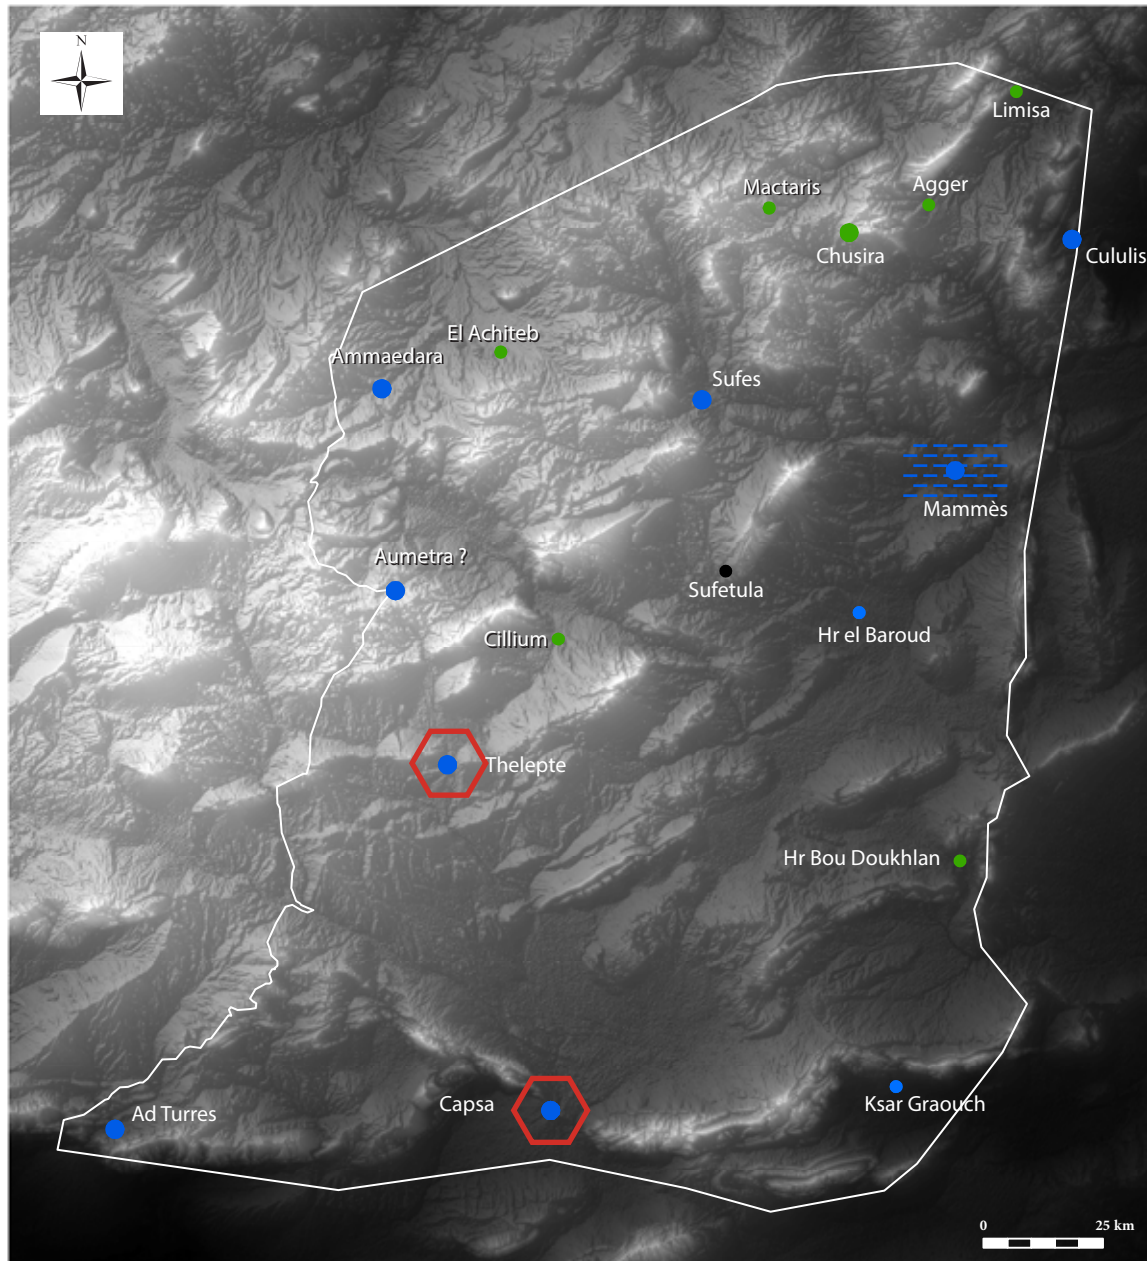 N
Limisa
Mactaris
Agger
Chusira
Cululis
El Achiteb
Ammaedara
Sufes
Mammès
Aumetra ?
Sufetula
Hr el Baroud
Cillium
Thelepte
Hr Bou Doukhlan
Capsa
Ksar Graouch
Ad Turres
0 25 km